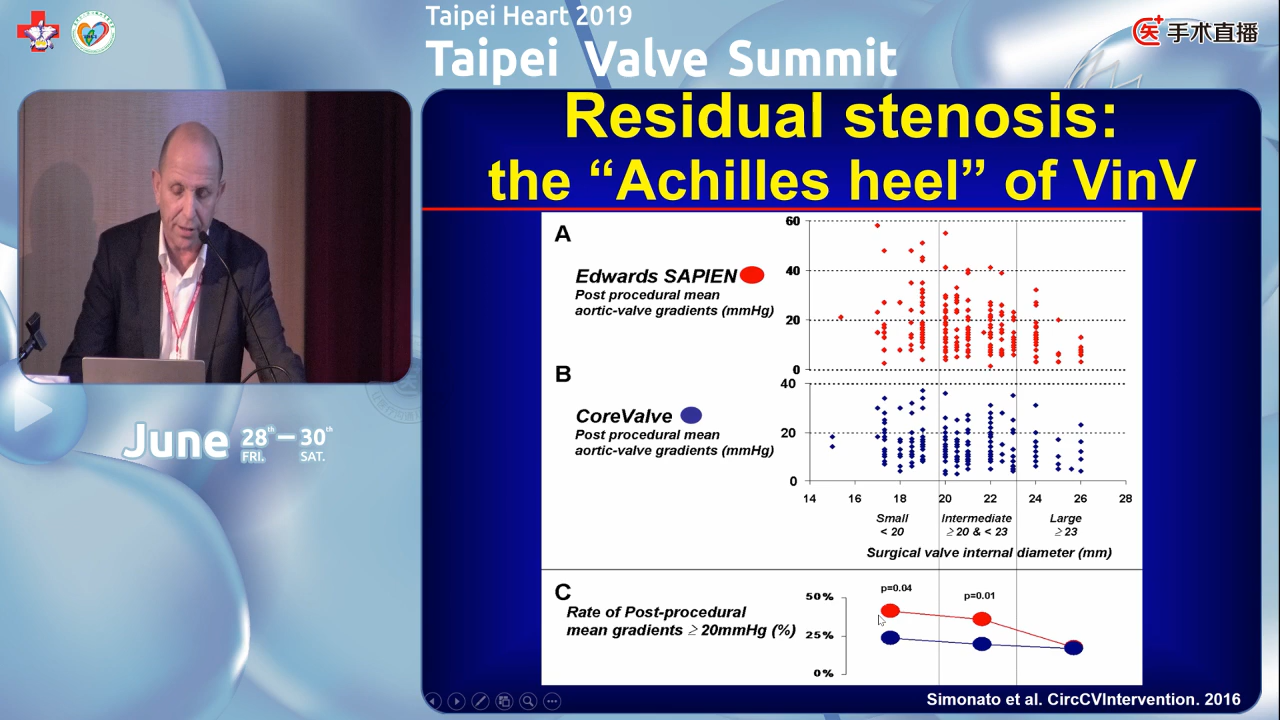 Taipei Heart 2019
Taipei Valve Summit
手术直播
Residual stenosis:
the “Achilles heel” of VinV
A
Edwards SAPIEN
Post procedural mean
aortic-valve gradients (mmHg)
60
40
20
0
B
CoreValve
Post procedural mean
aortic-valve gradients (mmHg)
40
20
0
14 16 18 20 22 24 26 28
Small Intermediate Large
< 20 ≥ 20 & < 23 ≥ 23
Surgical valve internal diameter (mm)
C
Rate of Post-procedural
mean gradients ≥ 20mmHg (%)
50%
25%
0%
p=0.04
p=0.01
Simonato et al. CircCVIntervention. 2016
June 28th — 30th
FRI. SAT.